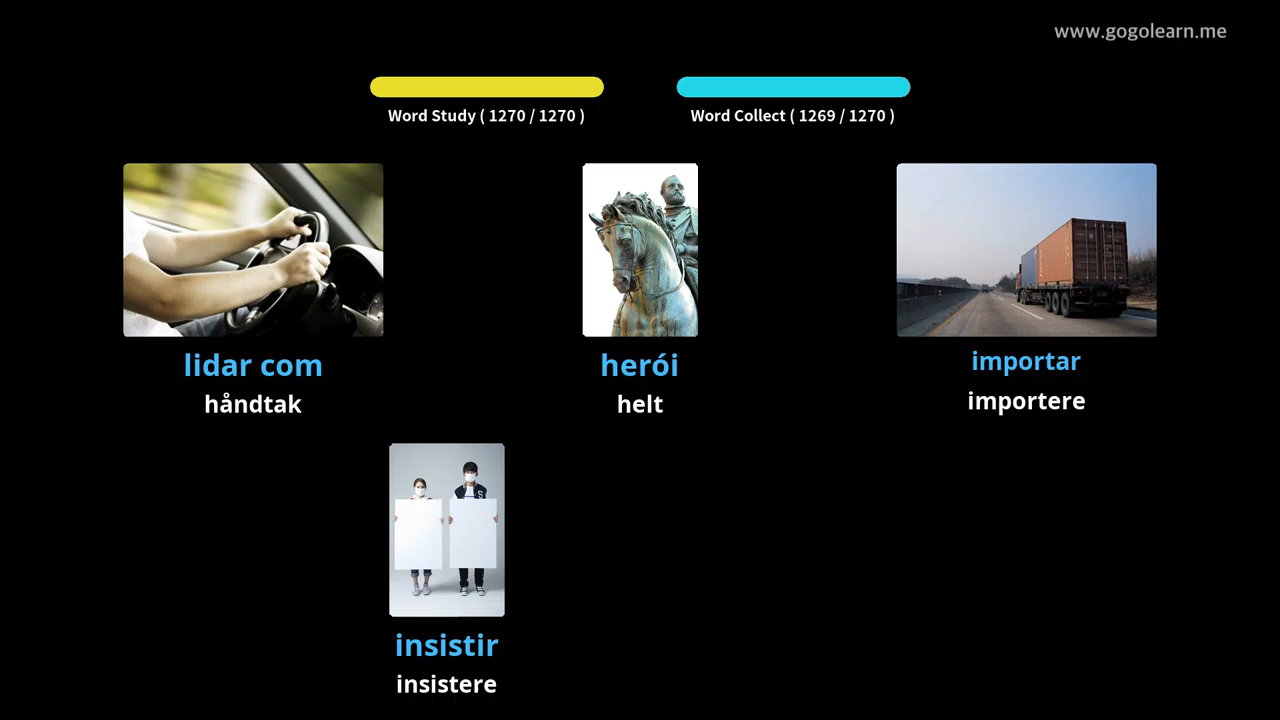 www.gogolearn.me
Word Study ( 1270 / 1270 )
Word Collect ( 1269 / 1270 )
lidar com
håndtak
herói
helt
importar
importere
insistir
insistere